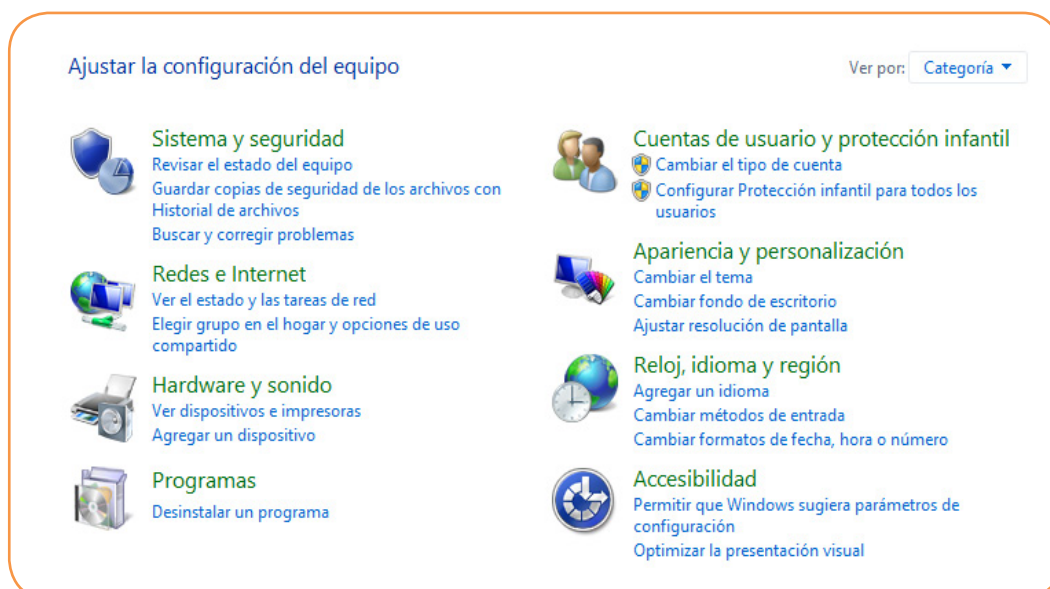 Ajustar la configuración del equipo
Ver por: Categoría
Sistema y seguridad
Revisar el estado del equipo
Guardar copias de seguridad de los archivos con
Historial de archivos
Buscar y corregir problemas
Redes e Internet
Ver el estado y las tareas de red
Elegir grupo en el hogar y opciones de uso
compartido
Hardware y sonido
Ver dispositivos e impresoras
Agregar un dispositivo
Programas
Desinstalar un programa
Cuentas de usuario y protección infantil
Cambiar el tipo de cuenta
Configurar Protección infantil para todos los
usuarios
Apariencia y personalización
Cambiar el tema
Cambiar fondo de escritorio
Ajustar resolución de pantalla
Reloj, idioma y región
Agregar un idioma
Cambiar métodos de entrada
Cambiar formatos de fecha, hora o número
Accesibilidad
Permitir que Windows sugiera parámetros de
configuración
Optimizar la presentación visual